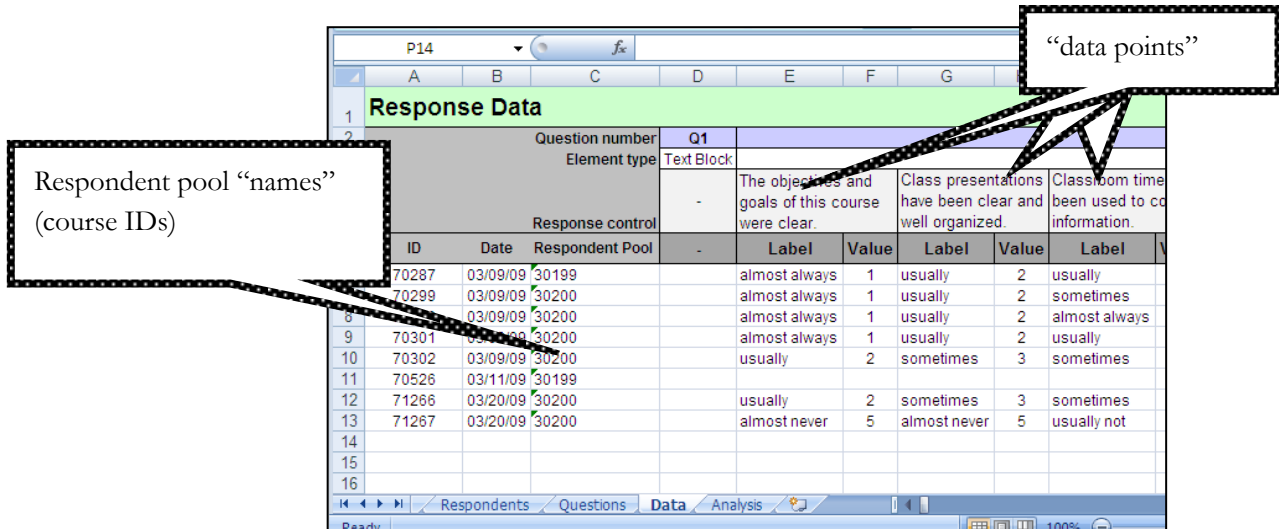 “data points”
Respondent pool “names”
(course IDs)
P14 fx
A B C D E F G
1 Response Data
2 Question number Q1
Element type Text Block
The objectives and goals of this course were clear.
Class presentations have been clear and well organized.
Classroom time been used to information.
- Response control
ID Date Respondent Pool - Label Value Label Value Label
70287 03/09/09 30199 almost always 1 usually 2 usually
70299 03/09/09 30200 almost always 1 usually 2 sometimes
8 03/09/09 30200 almost always 1 usually 2 almost always
9 70301 30200 almost always 1 usually 2 usually
10 70302 03/09/09 30200 usually 2 sometimes 3 sometimes
11 70526 03/11/09 30199
12 71266 03/20/09 30200 usually 2 sometimes 3 sometimes
13 71267 03/20/09 30200 almost never 5 almost never 5 usually not
14
15
16
Respondents Questions Data Analysis
Ready 100%